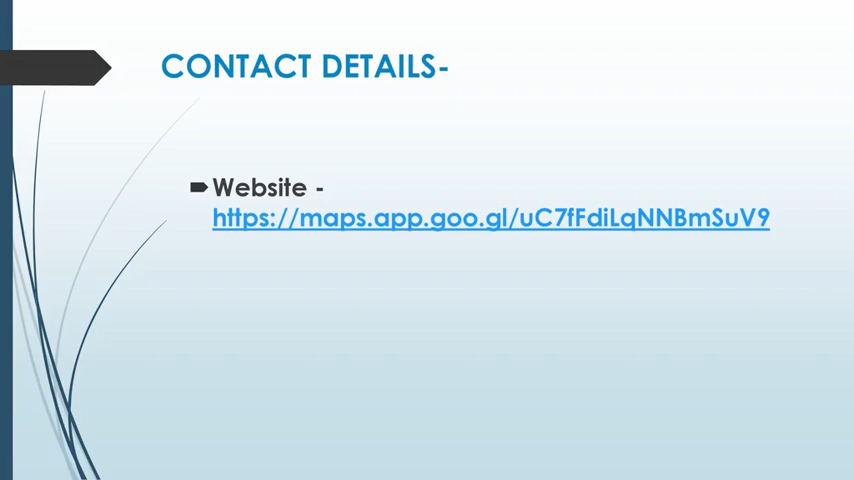 CONTACT DETAILS-
Website -
https://maps.app.goo.gl/uC7fFdiLqNNBmSuV9